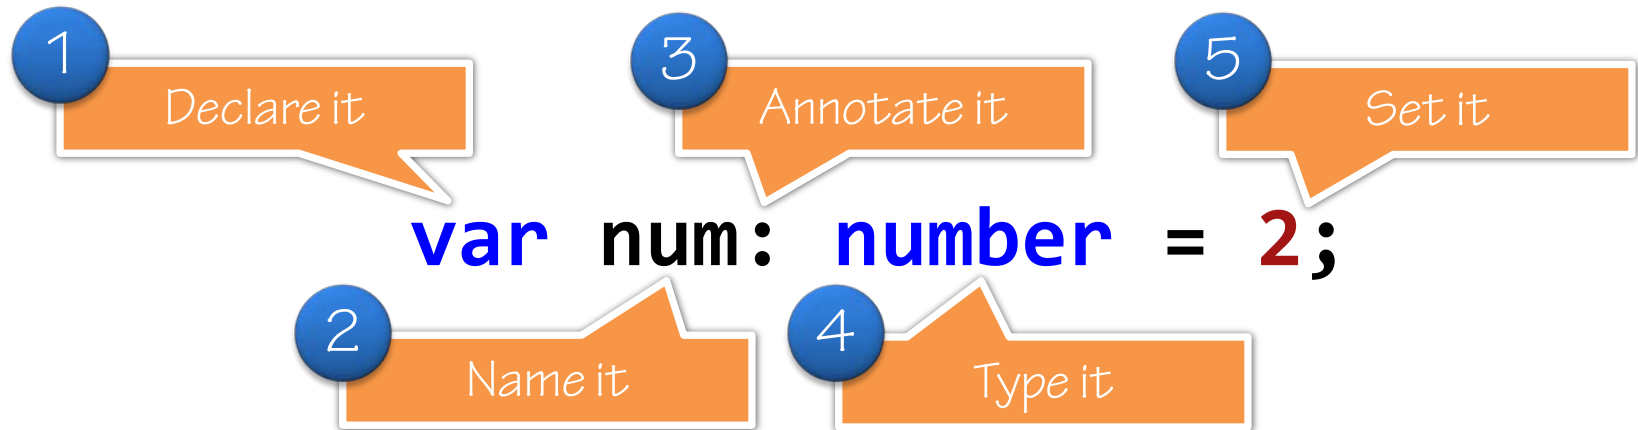 1
Declare it
3
Annotate it
5
Set it
var num: number = 2;
2
Name it
4
Type it